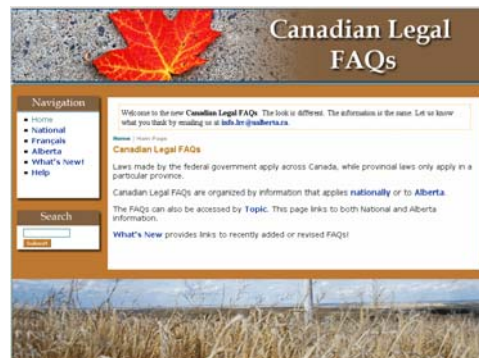 Canadian Legal
FAQs
Navigation
Home
National
Français
Alberta
What's New!
Help
Search
Submit
Welcome to the new Canadian Legal FAQs. The look is different. The information is the same. Let us know
what you think by emailing us at info.lrc@ualberta.ca.
Home | Main Page
Canadian Legal FAQs
Laws made by the federal government apply across Canada, while provincial laws only apply in a
particular province.
Canadian Legal FAQs are organized by information that applies nationally or to Alberta.
The FAQs can also be accessed by Topic. This page links to both National and Alberta
information.
What's New provides links to recently added or revised FAQs!